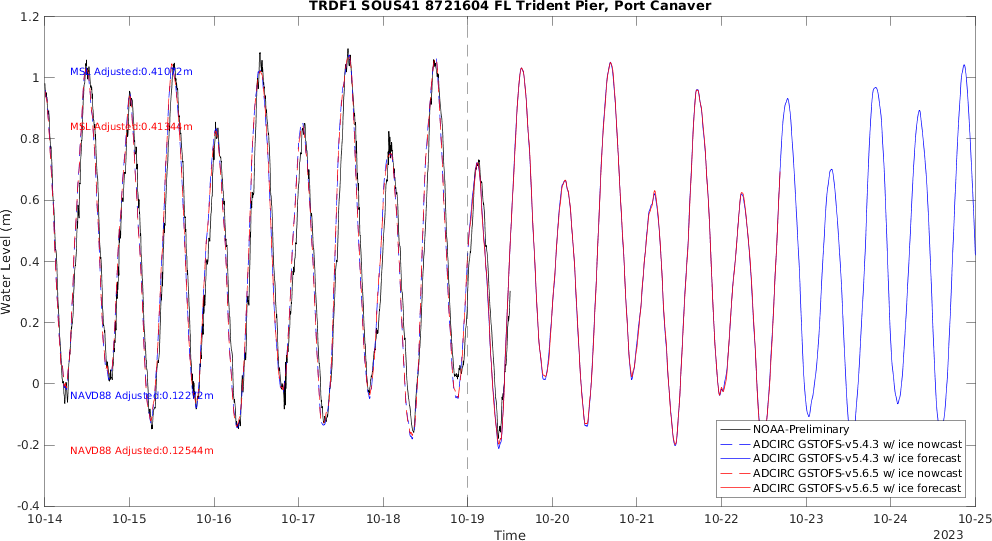 TRDF1 SOUS41 8721604 FL Trident Pier, Port Canaver
1.2
1
0.8
0.6
0.4
0.2
0
-0.2
-0.4
Water Level (m)
MSL Adjusted:0.41072m
MSL Adjusted:0.41344m
NAVD88 Adjusted:0.12272m
NAVD88 Adjusted:0.12544m
NOAA-Preliminary
ADCIRC GSTOFS-v5.4.3 w/ ice nowcast
ADCIRC GSTOFS-v5.4.3 w/ ice forecast
ADCIRC GSTOFS-v5.6.5 w/ ice nowcast
ADCIRC GSTOFS-v5.6.5 w/ ice forecast
10-14 10-15 10-16 10-17 10-18 10-19 10-20 10-21 10-22 10-23 10-24 10-25
Time
2023